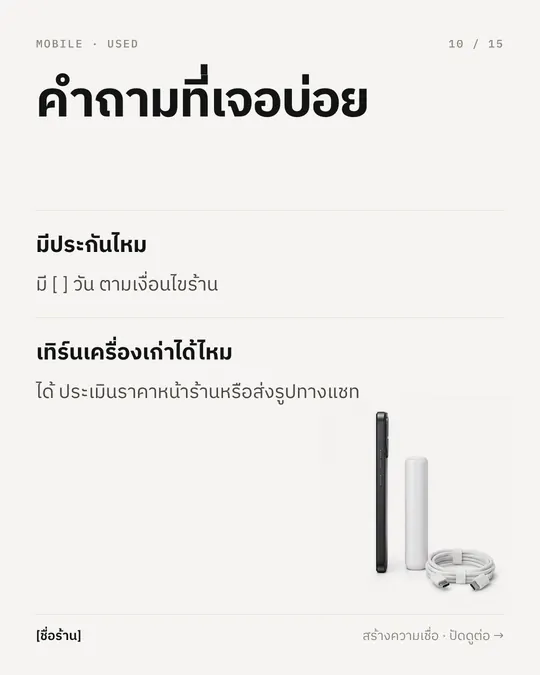 MOBILE · USED
10 / 15
คำถามที่เจอบ่อย
มีประกันไหม
มี [ ] วัน ตามเงื่อนไขร้าน
เทิร์นเครื่องเก่าได้ไหม
ได้ ประเมินราคาหน้าร้านหรือส่งรูปทางแชท
[ชื่อร้าน]
สร้างความเชื่อ · ปัดดูต่อ →